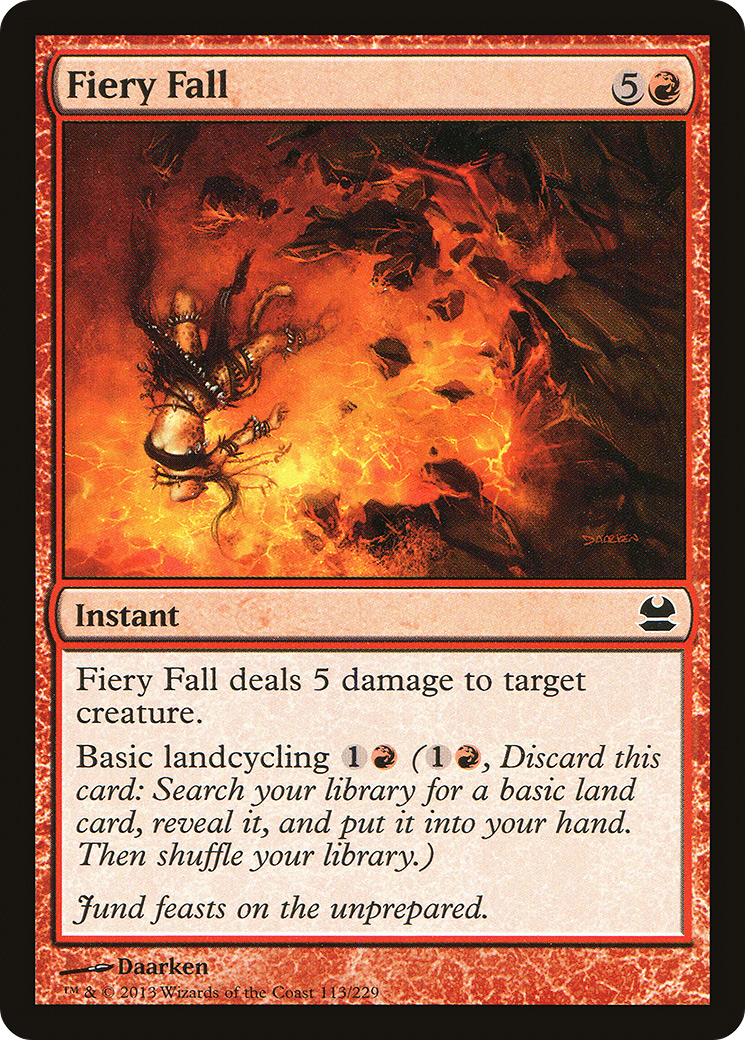 Fiery Fall
5
DAARKEN
Instant
Fiery Fall deals 5 damage to target
creature.
Basic landcycling 1 (1, Discard this
card: Search your library for a basic land
card, reveal it, and put it into your hand.
Then shuffle your library.)
Jund feasts on the unprepared.
Daarken
™ & © 2013 Wizards of the Coast 113/229